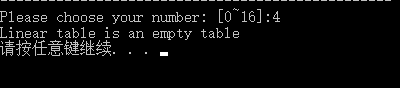 Please choose your number: [0~16]:4
Linear table is an empty table
请按任意键继续. . .